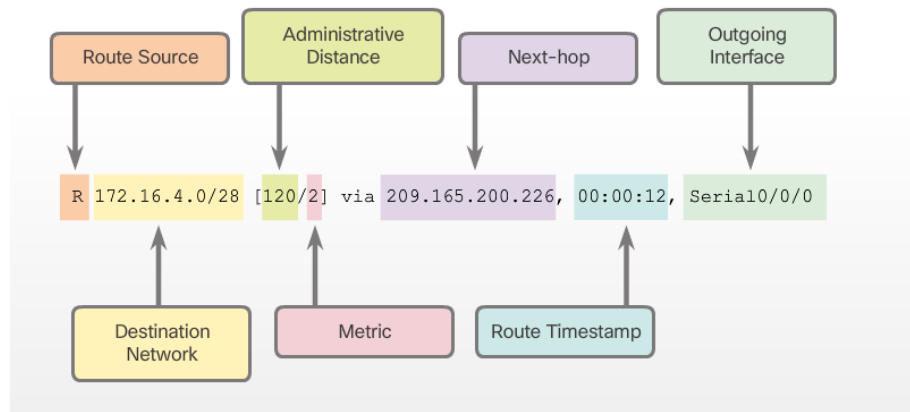 Route Source
Administrative
Distance
Next-hop
Outgoing
Interface
R 172.16.4.0/28 [120/2] via 209.165.200.226, 00:00:12, Serial0/0/0
Destination
Network
Metric
Route Timestamp